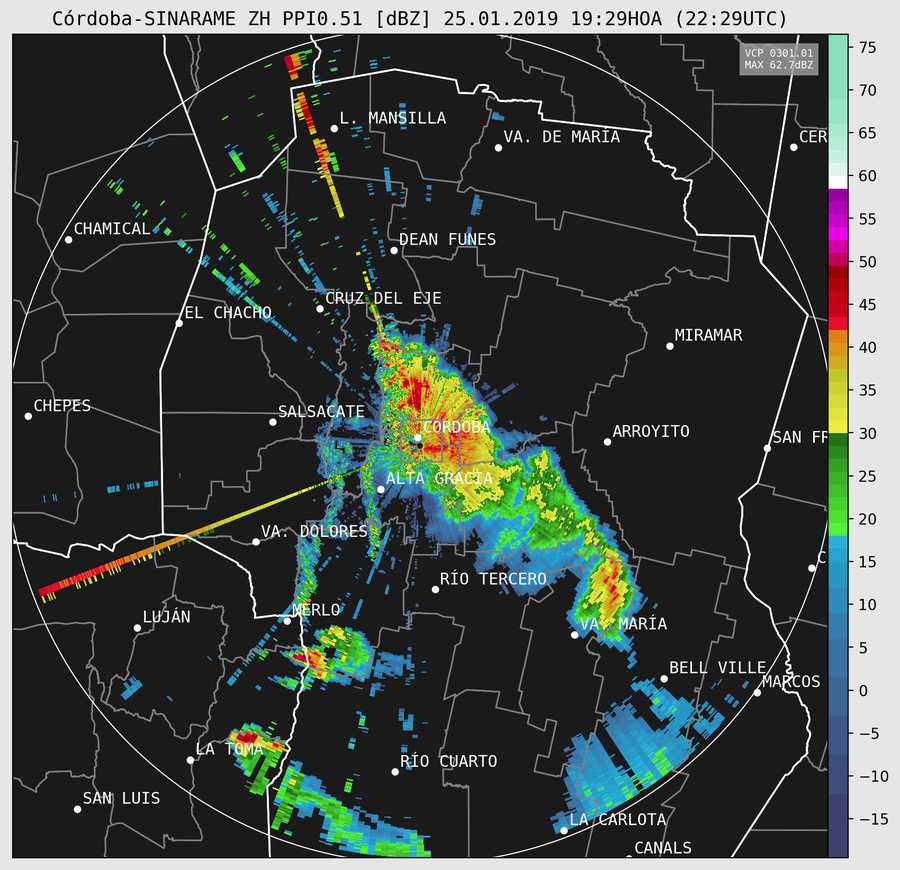 Córdoba-SINARAME ZH PPI0.51 [dBZ] 25.01.2019 19:29HOA (22:29UTC)
VCP 0301.01
MAX 62.7dBZ
L. MANSILLA
VA. DE MARÍA
CER
CHAMICAL
DEAN FUNES
CRUZ DEL EJE
EL CHACHO
MIRAMAR
CHEPES
SALSACATE
CÓRDOBA
ARROYITO
SAN FR
ALTA GRACIA
VA. DOLORES
C
RÍO TERCERO
LUJÁN
MERLO
VA. MARÍA
BELL VILLE
MARCOS
LA TOMA
RÍO CUARTO
SAN LUIS
LA CARLOTA
CANALS
75
70
65
60
55
50
45
40
35
30
25
20
15
10
5
0
−5
−10
−15